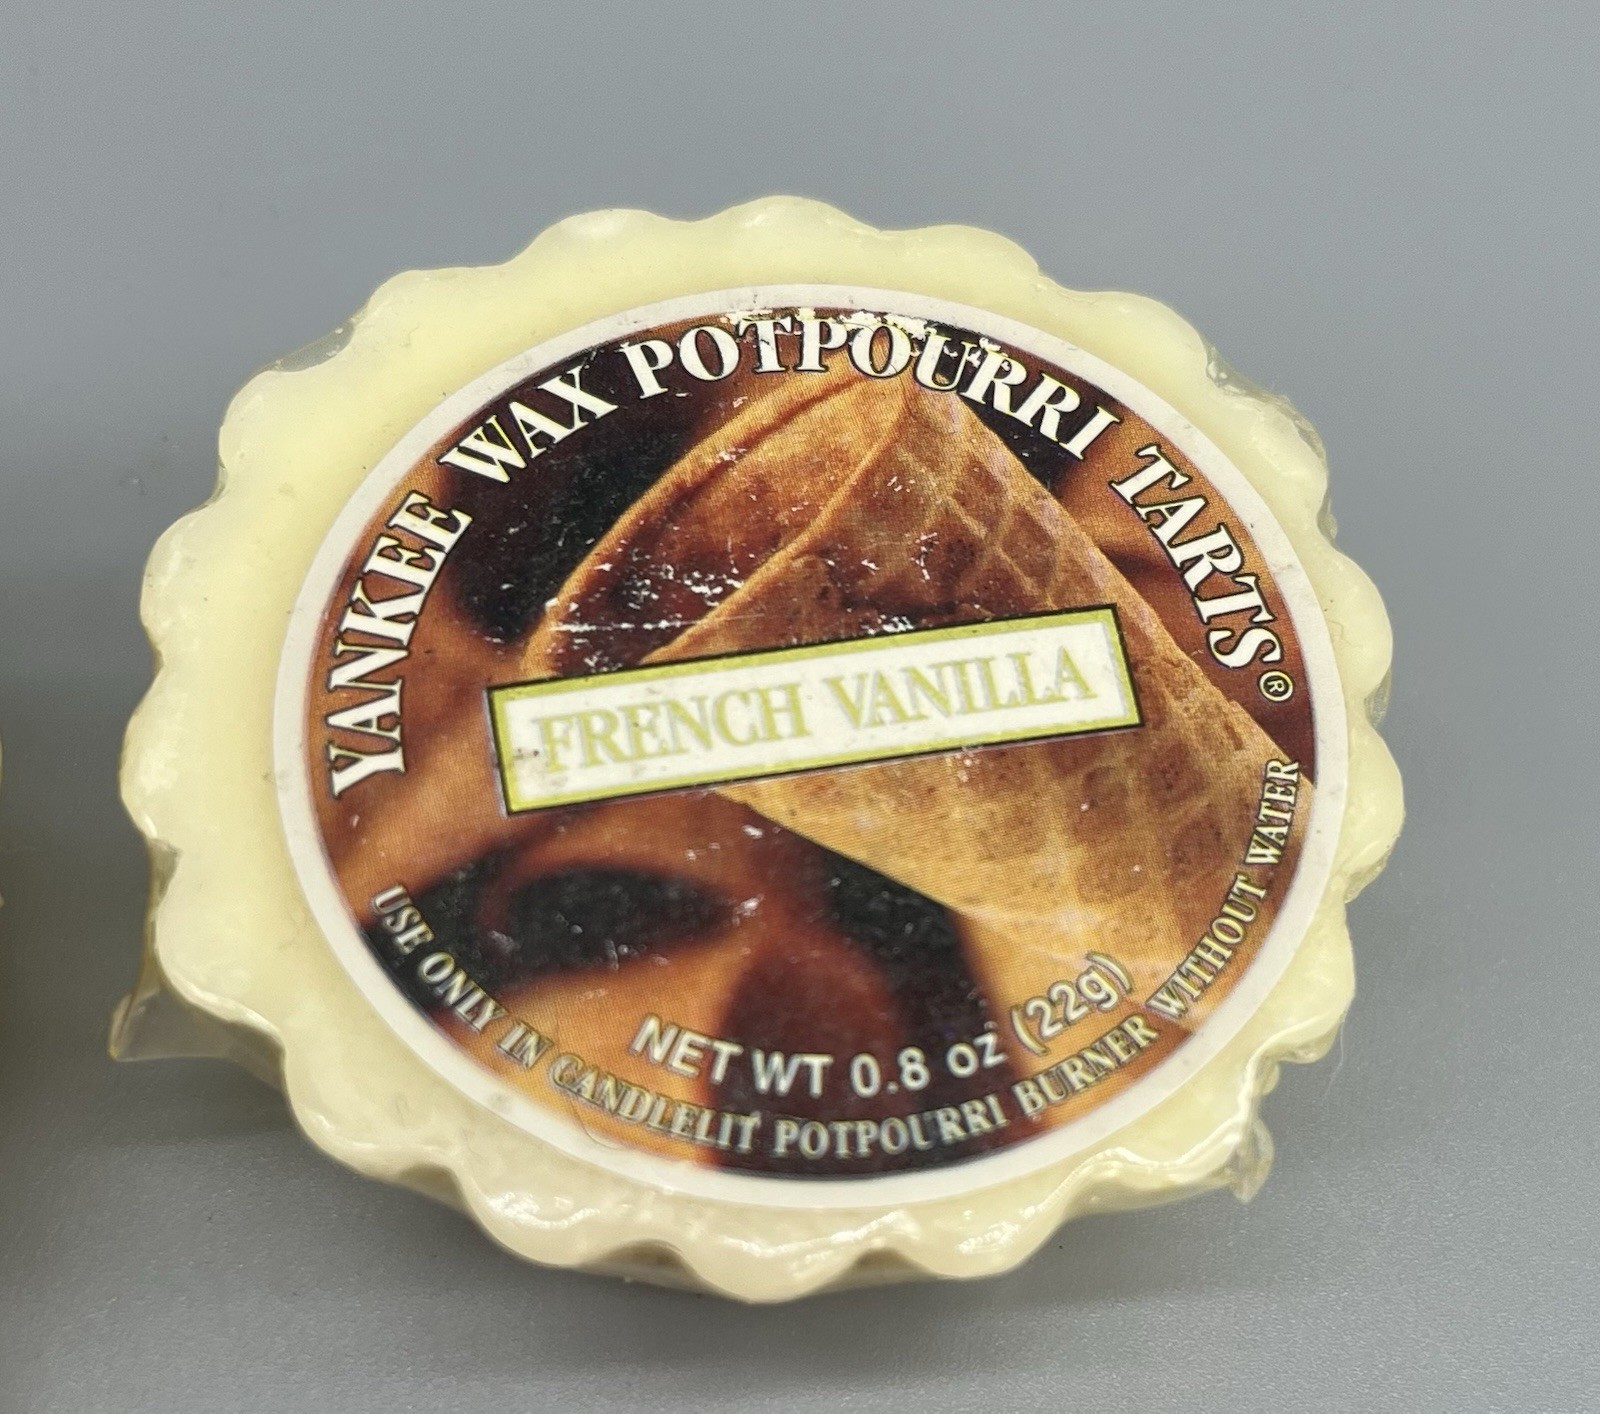 YANKEE WAX POTPOURRI TARTS®
FRENCH VANILLA
NET WT 0.8 oz (22g)
USE ONLY IN CANDLELIT POTPOURRI BURNER WITHOUT WATER